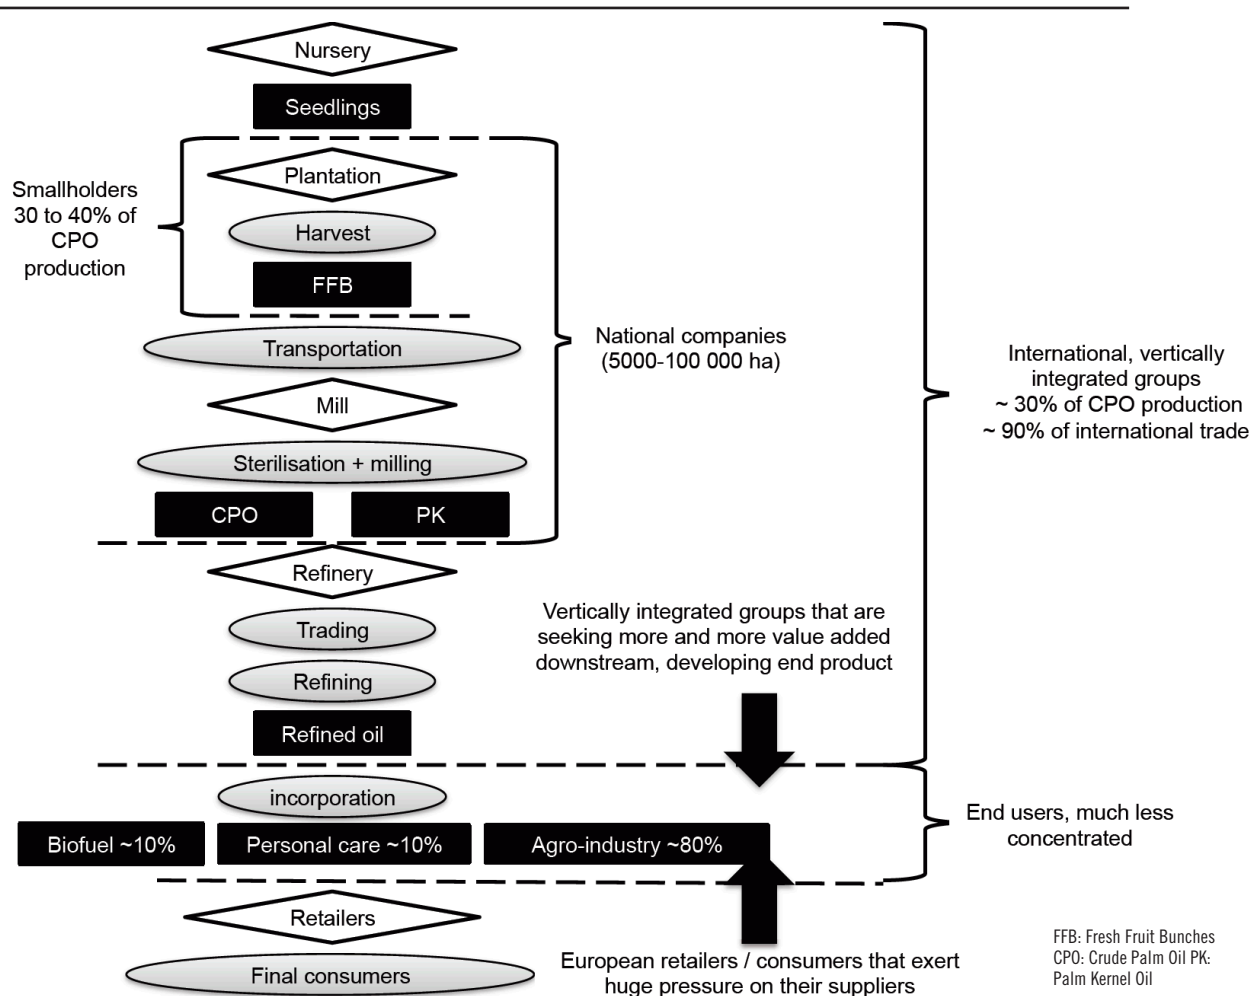 Nursery
Seedlings
Plantation
Smallholders
30 to 40% of
CPO
production
Harvest
FFB
Transportation
National companies
(5000-100 000 ha)
International, vertically
integrated groups
~ 30% of CPO production
~ 90% of international trade
Mill
Sterilisation + milling
CPO
PK
Refinery
Trading
Refining
Refined oil
Vertically integrated groups that are
seeking more and more value added
downstream, developing end product
incorporation
Biofuel ~10%
Personal care ~10%
Agro-industry ~80%
End users, much less
concentrated
Retailers
Final consumers
European retailers / consumers that exert
huge pressure on their suppliers
FFB: Fresh Fruit Bunches
CPO: Crude Palm Oil PK:
Palm Kernel Oil